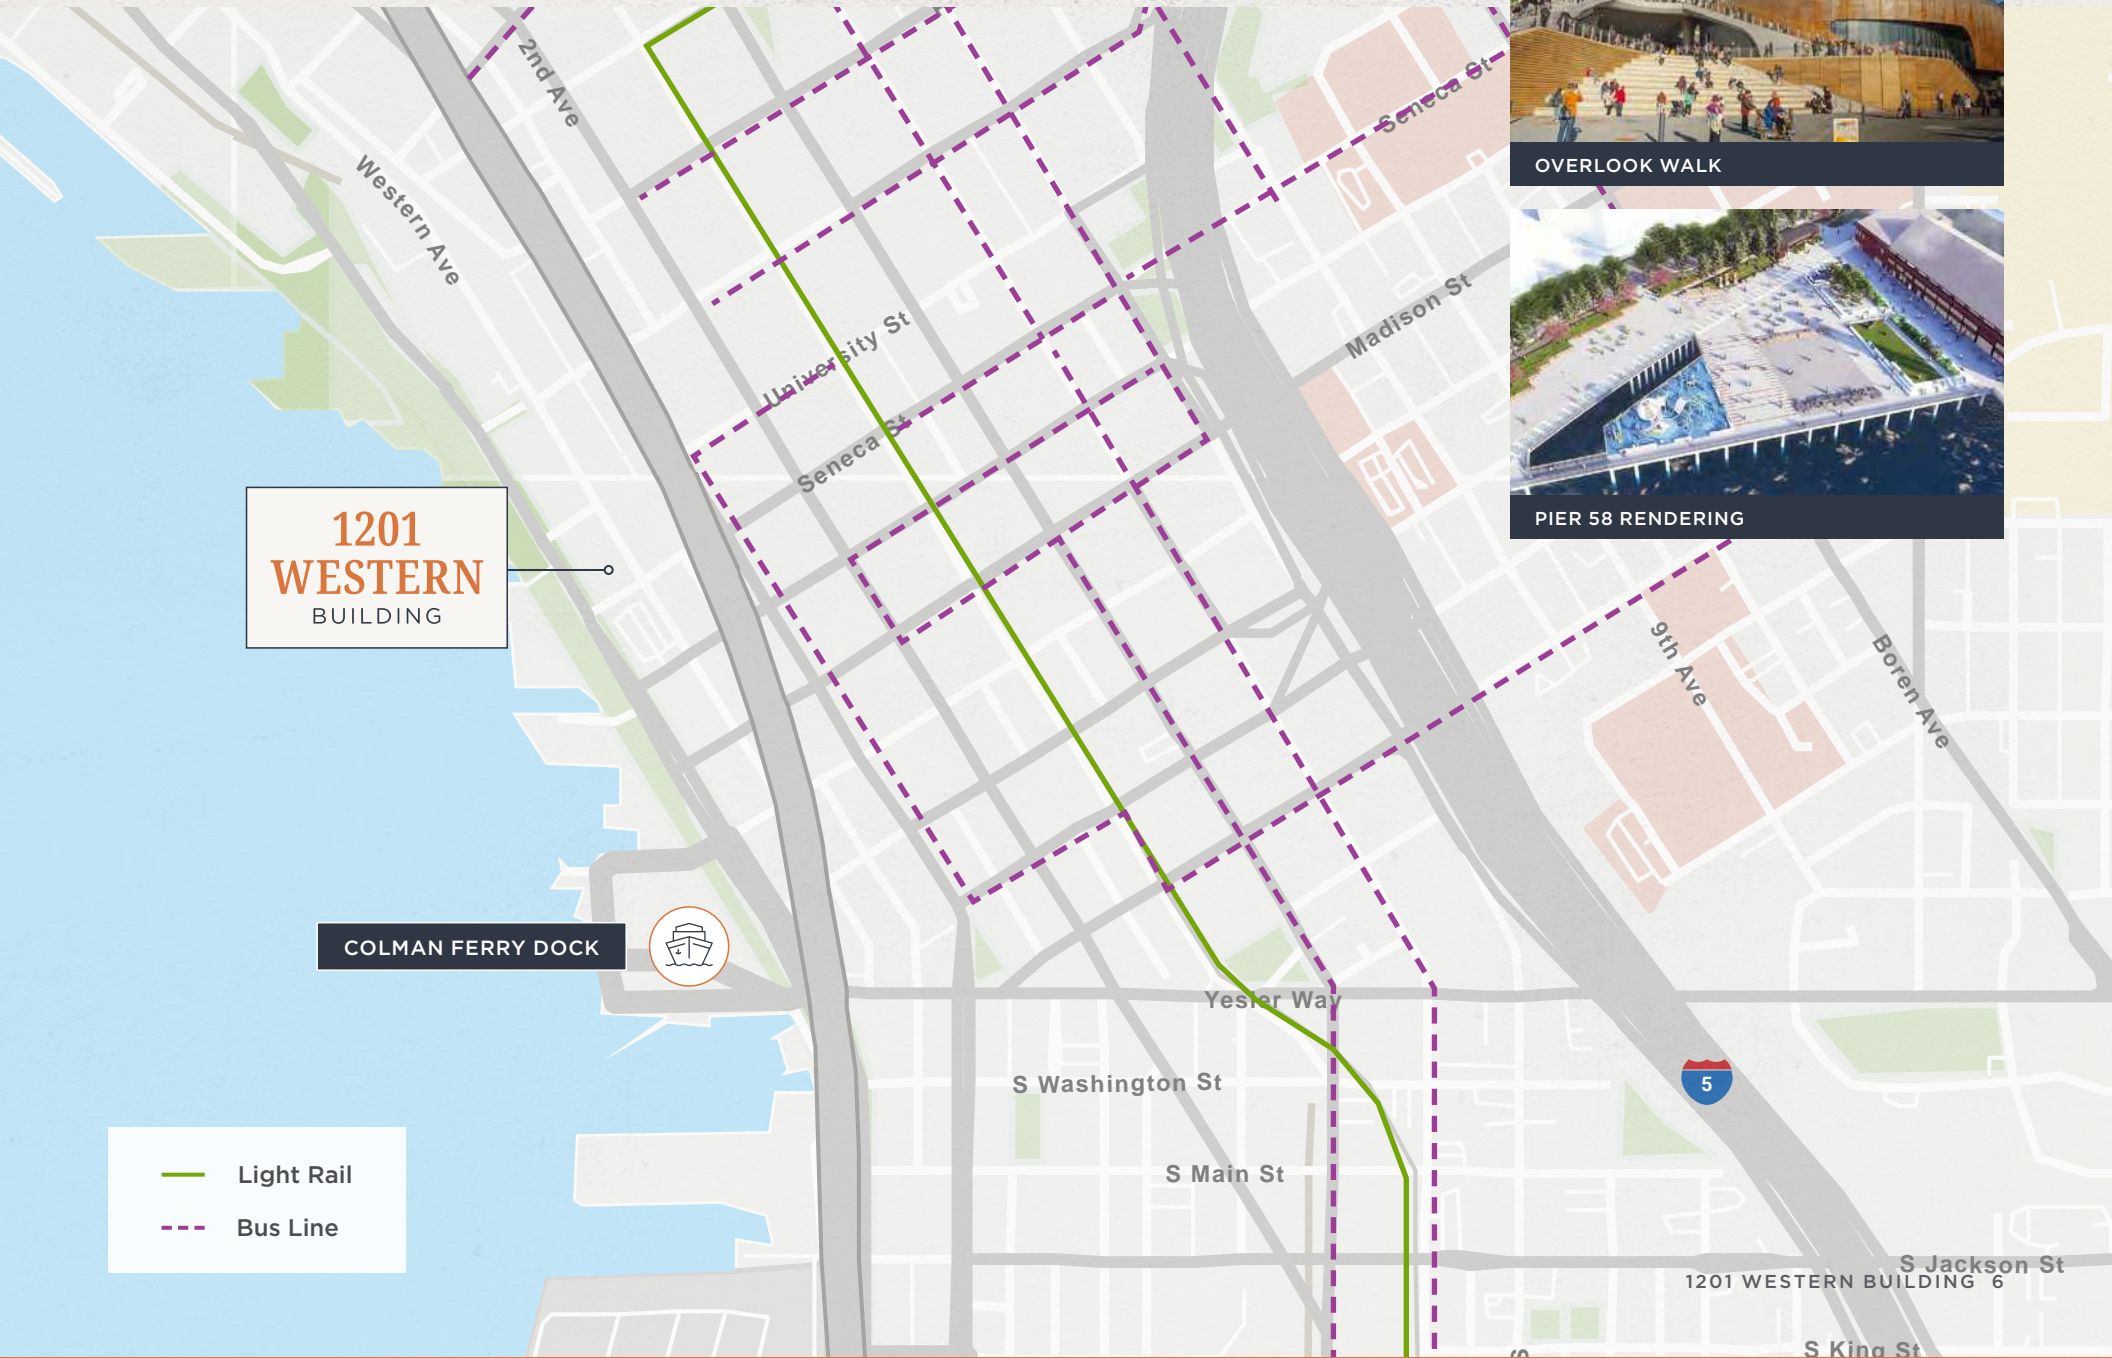 2nd Ave
Seneca St
OVERLOOK WALK
Western Ave
University St
Madison St
Seneca St
PIER 58 RENDERING
1201
WESTERN
BUILDING
9th Ave
Boren Ave
COLMAN FERRY DOCK
Yesler Way
S Washington St
5
S Main St
Light Rail
Bus Line
S Jackson St
1201 WESTERN BUILDING 6
S King St